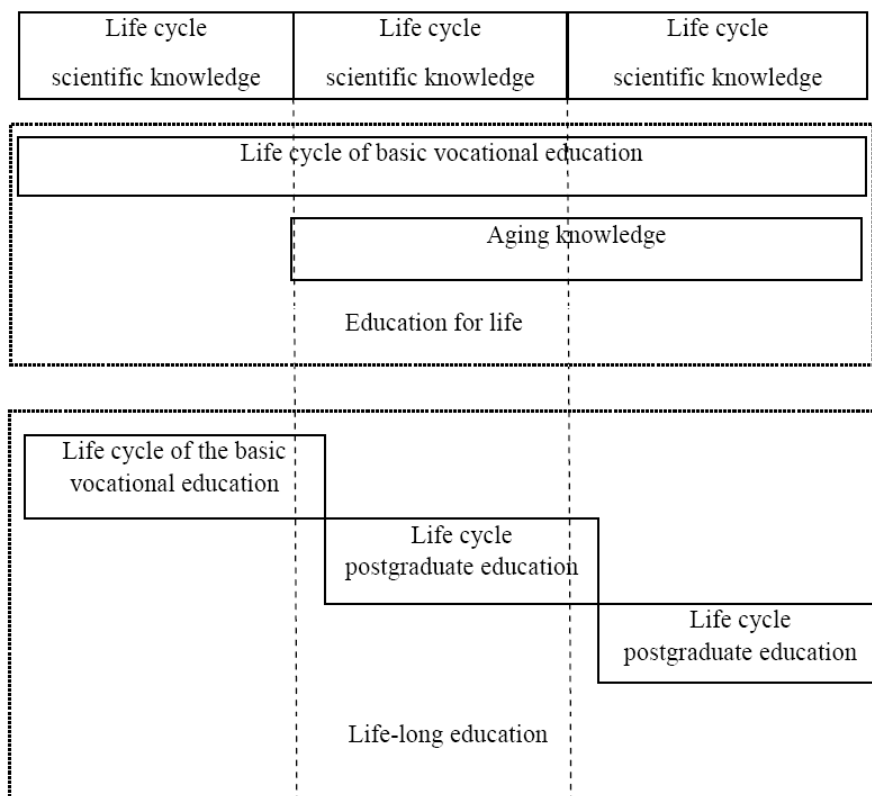 Life cycle
scientific knowledge
Life cycle
scientific knowledge
Life cycle
scientific knowledge
Life cycle of basic vocational education
Aging knowledge
Education for life
Life cycle of the basic
vocational education
Life cycle
postgraduate education
Life cycle
postgraduate education
Life-long education